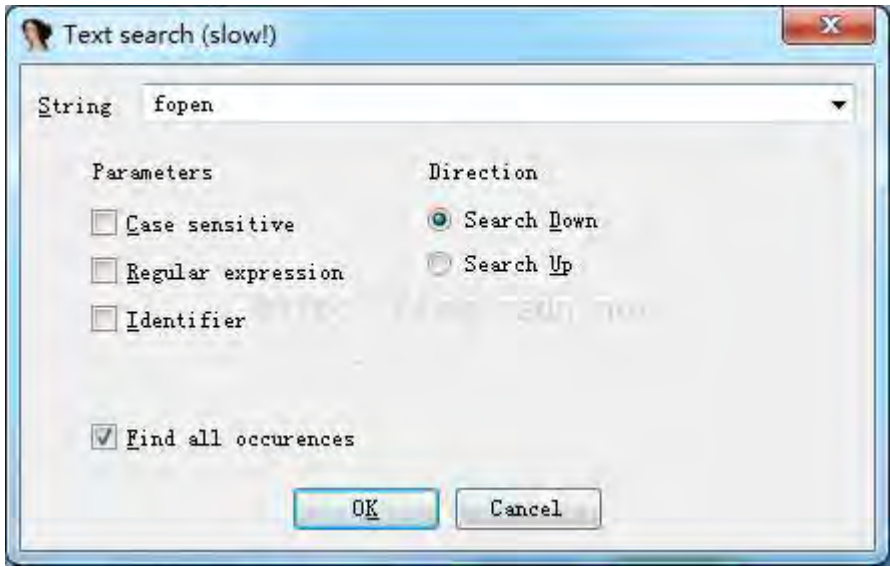 Text search (slow!)
String fopen
Parameters Direction
Case sensitive Search Down
Regular expression Search Up
Identifier
Find all occurences
OK Cancel